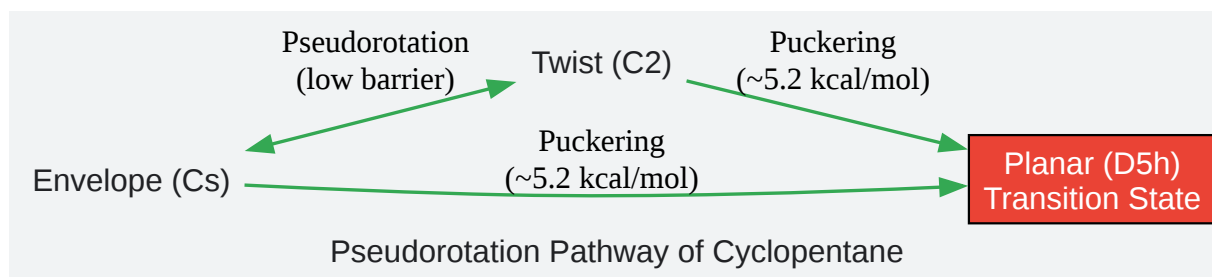 Pseudorotation
(low barrier)
Twist (C2)
Puckering
(~5.2 kcal/mol)
Puckering
(~5.2 kcal/mol)
Envelope (Cs)
Planar (D5h)
Transition State
Pseudorotation Pathway of Cyclopentane